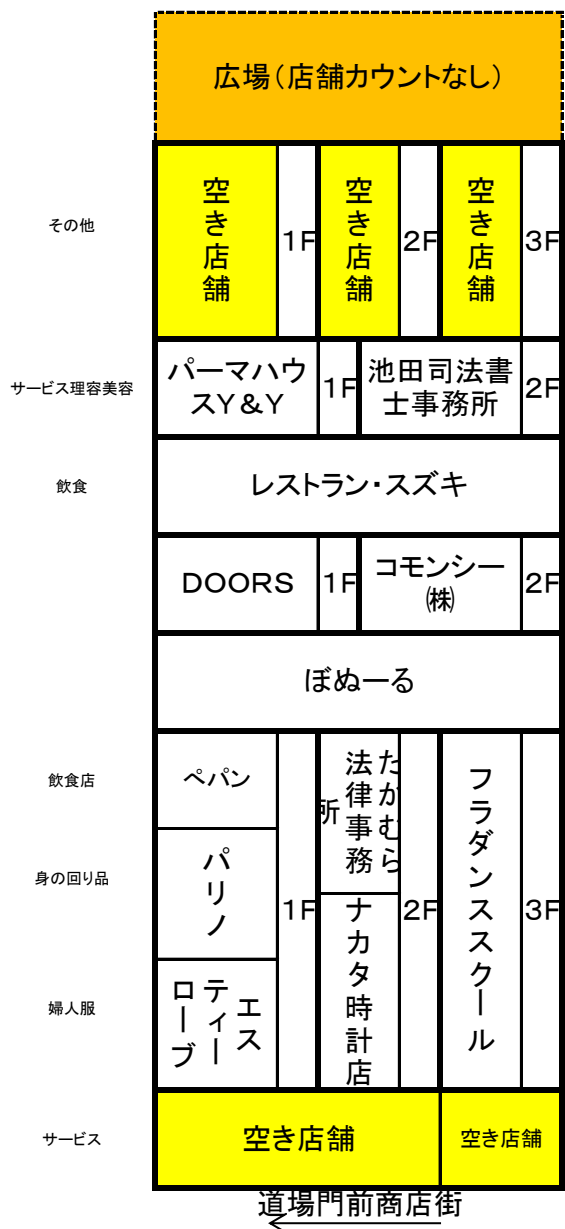 広場（店舗カウントなし）
その他
空き店舗
1F
空き店舗
2F
空き店舗
3F
サービス理容美容
パーマハウ
スY＆Y
1F
池田司法書
士事務所
2F
飲食
レストラン・スズキ
DOORS
1F
コモンシー
㈱
2F
ぼぬーる
飲食店
ペパン
身の回り品
パリノ
婦人服
エス
ティー
ローブ
1F
たかむら
法律事務
所
ナカタ時計店
2F
フラダンススクール
3F
サービス
空き店舗
空き店舗
道場門前商店街